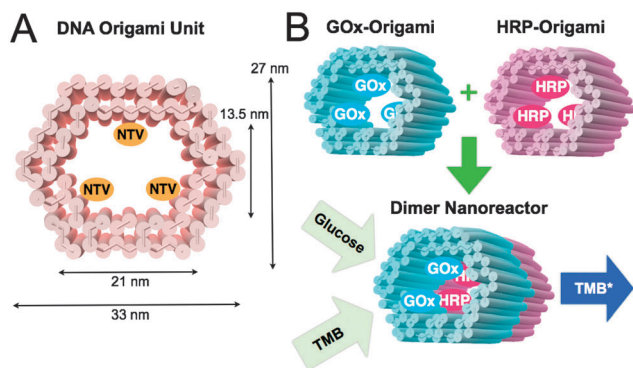 A
DNA Origami Unit
27 nm
13.5 nm
NTV
NTV
NTV
21 nm
33 nm
B
GOx-Origami
HRP-Origami
GOx
GOx
+
HRP
HRP
Dimer Nanoreactor
Glucose
GOx
GOx
HRP
TMB
TMB*